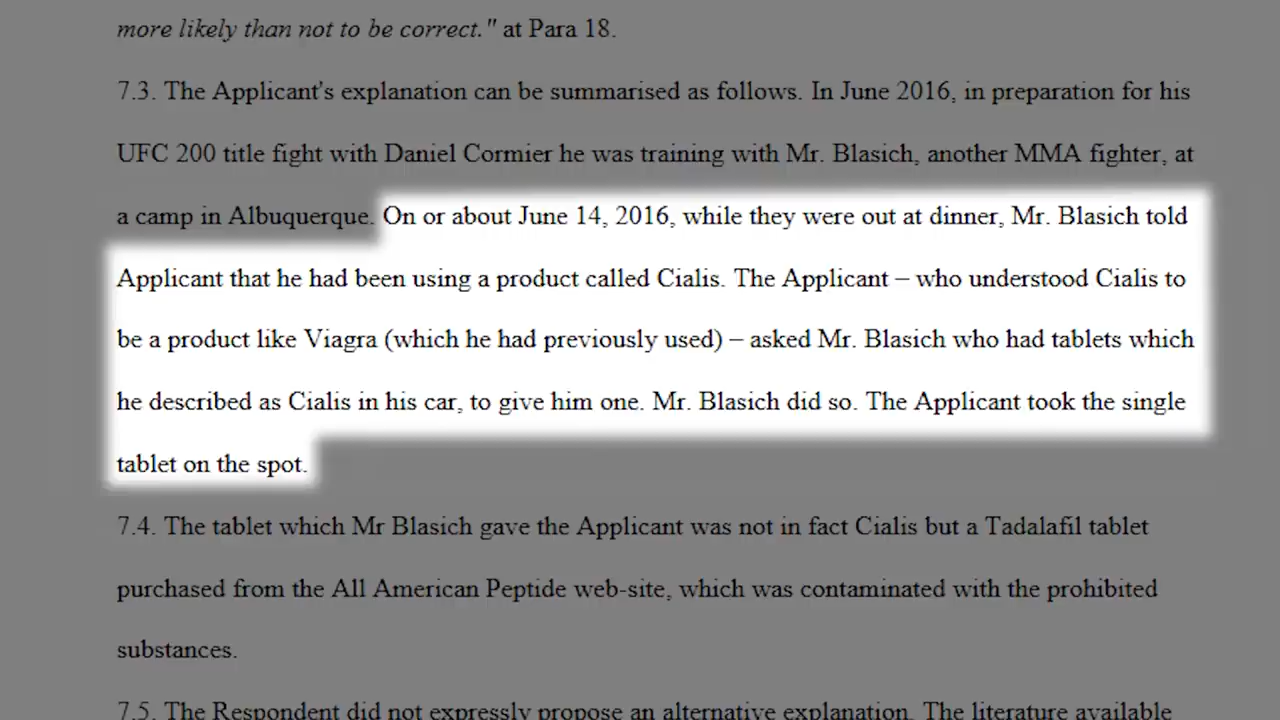 more likely than not to be correct." at Para 18.
7.3. The Applicant's explanation can be summarised as follows. In June 2016, in preparation for his
UFC 200 title fight with Daniel Cormier he was training with Mr. Blasich, another MMA fighter, at
a camp in Albuquerque. On or about June 14, 2016, while they were out at dinner, Mr. Blasich told
Applicant that he had been using a product called Cialis. The Applicant – who understood Cialis to
be a product like Viagra (which he had previously used) – asked Mr. Blasich who had tablets which
he described as Cialis in his car, to give him one. Mr. Blasich did so. The Applicant took the single
tablet on the spot.
7.4. The tablet which Mr Blasich gave the Applicant was not in fact Cialis but a Tadalafil tablet
purchased from the All American Peptide web-site, which was contaminated with the prohibited
substances.
7.5. The Respondent did not expressly propose an alternative explanation. The literature available